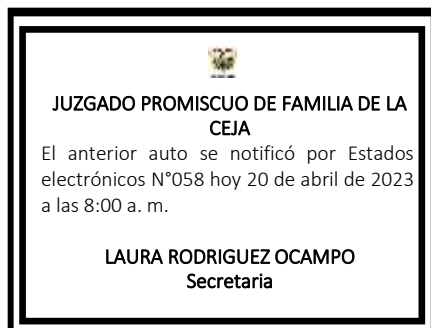 JUZGADO PROMISCUO DE FAMILIA DE LA
CEJA
El anterior auto se notificó por Estados
electrónicos N°058 hoy 20 de abril de 2023
a las 8:00 a. m.
LAURA RODRIGUEZ OCAMPO
Secretaria